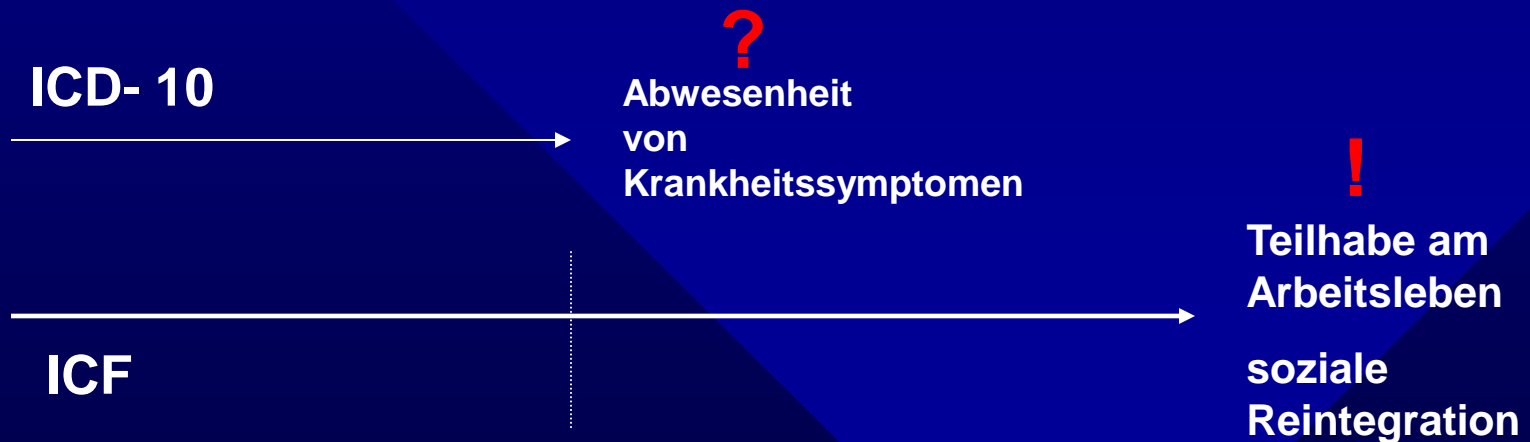 ?
ICD- 10
Abwesenheit
von
Krankheitssymptomen
!
Teilhabe am
Arbeitsleben
soziale
Reintegration
ICF